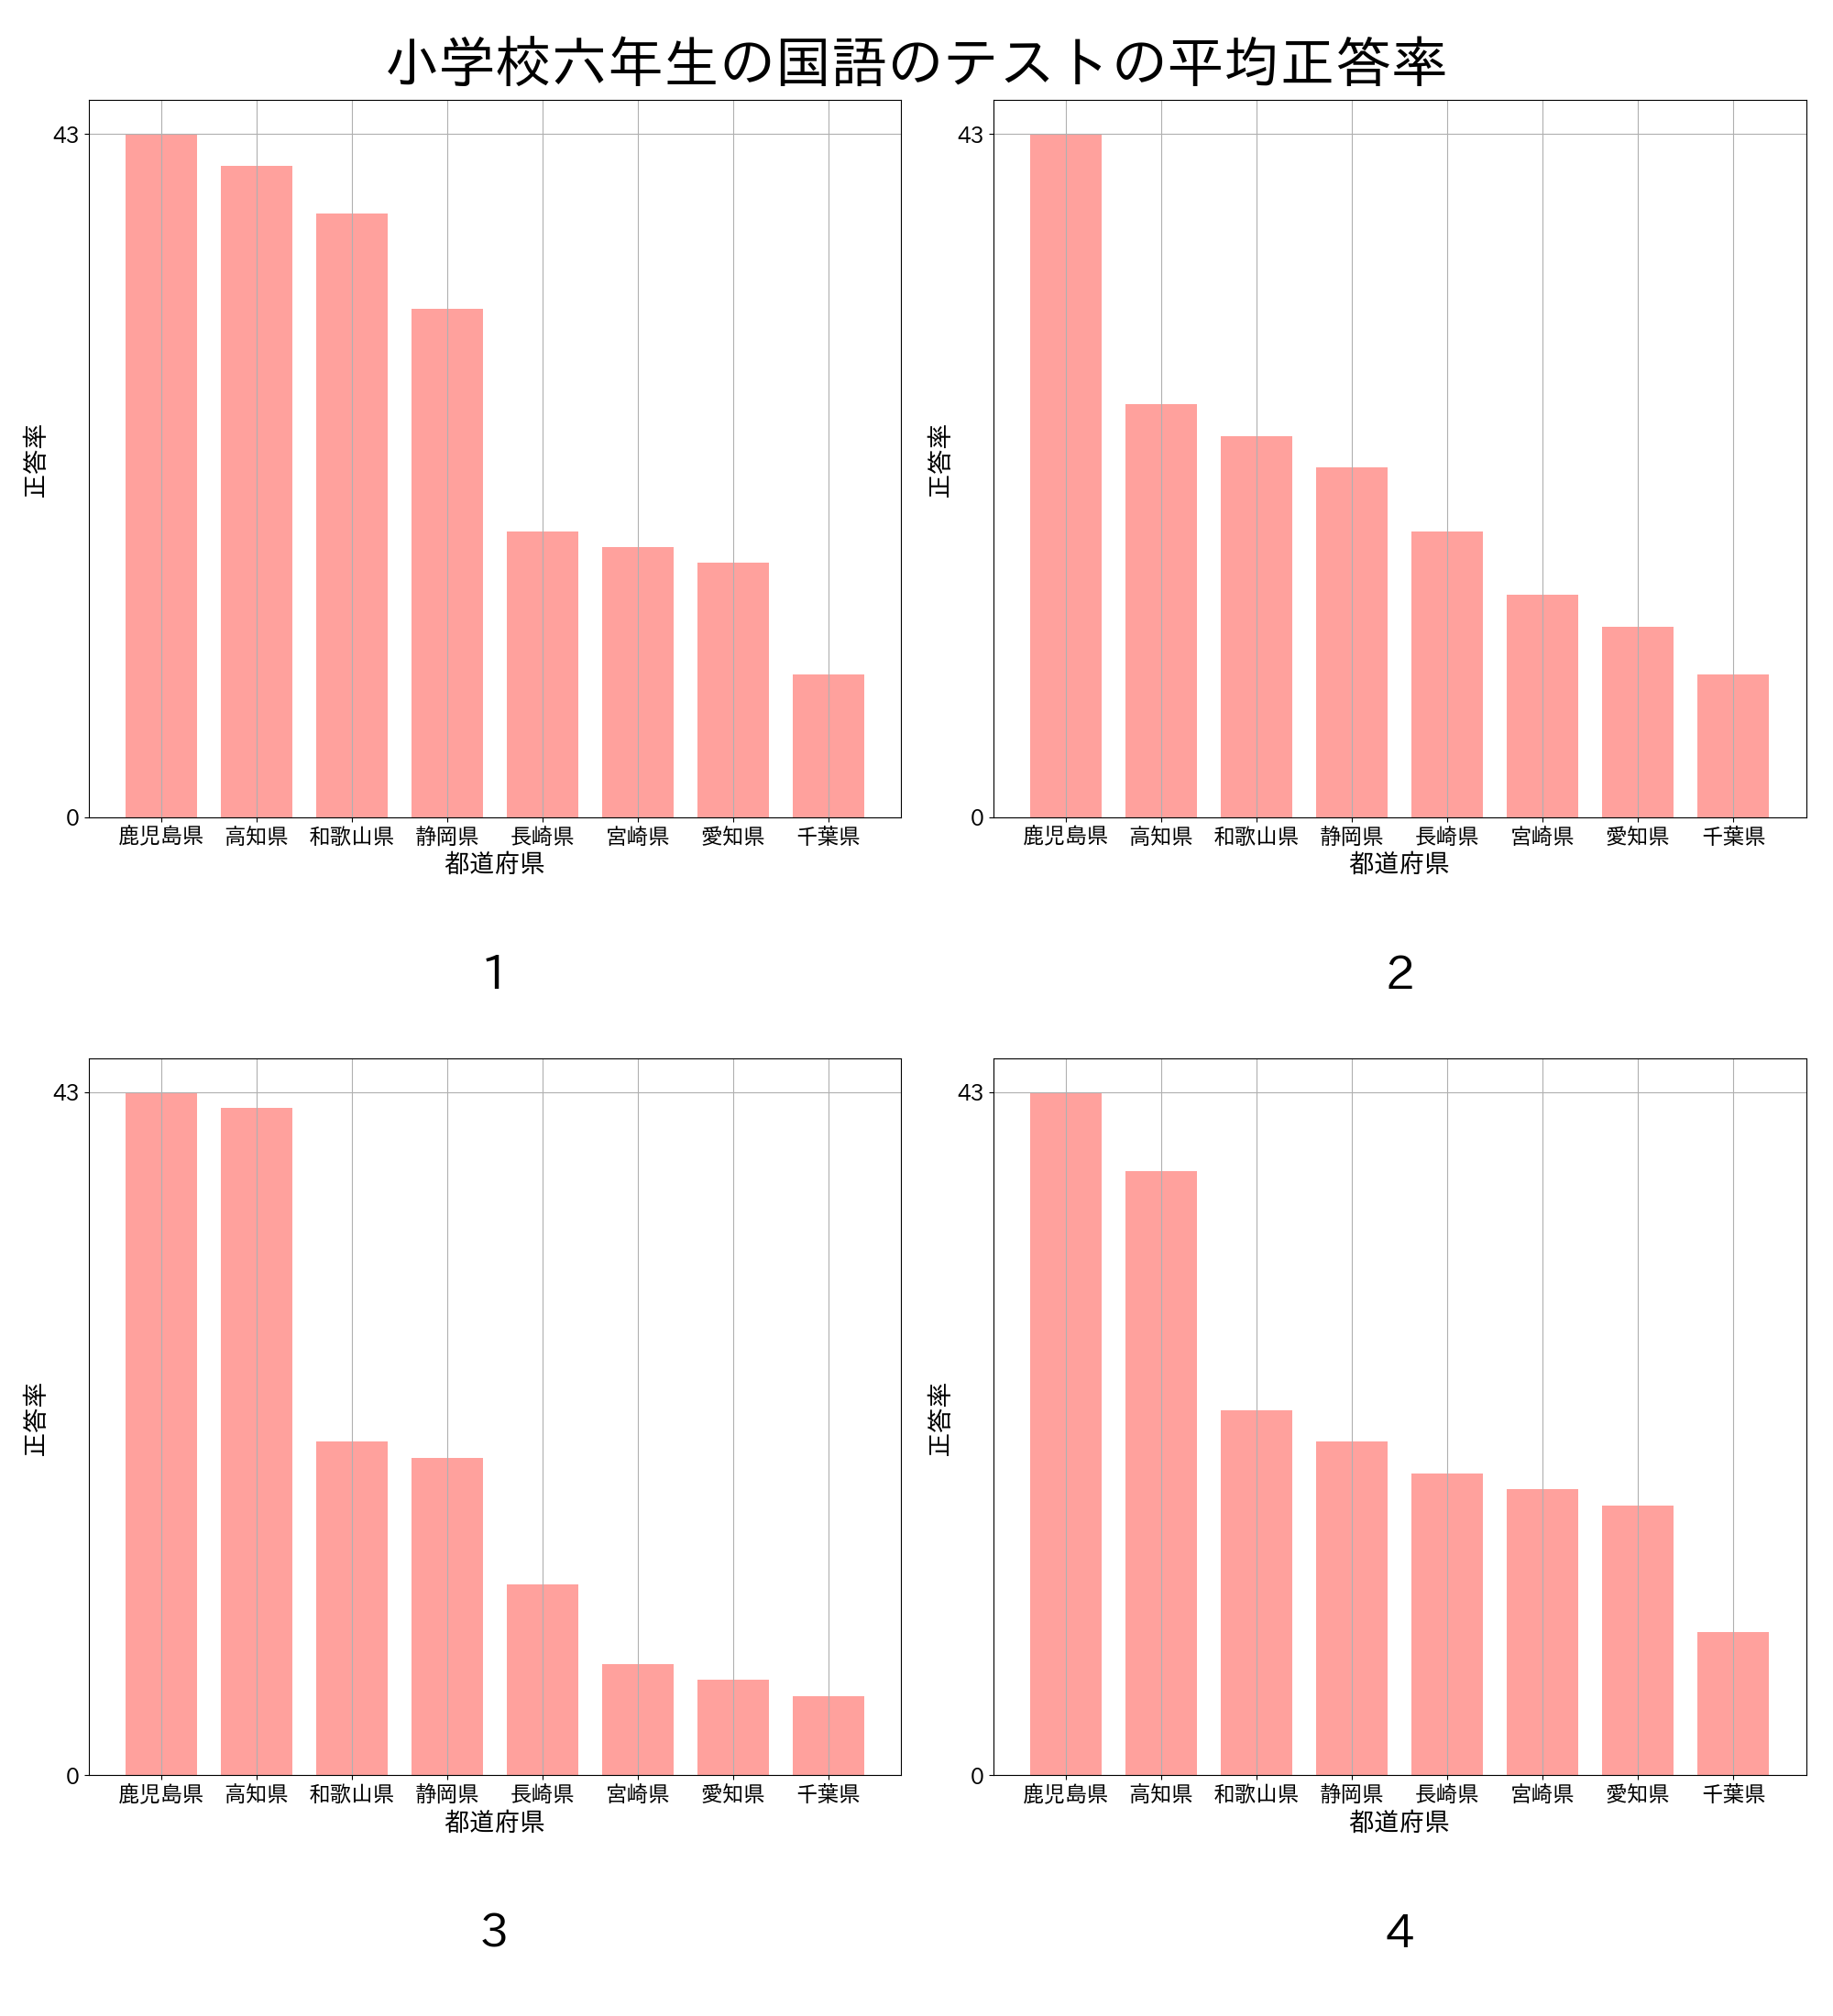 小学校六年生の国語のテストの平均正答率
43
正答率
0
鹿児島県 高知県 和歌山県 静岡県 長崎県 宮崎県 愛知県 千葉県
都道府県
1
43
正答率
0
鹿児島県 高知県 和歌山県 静岡県 長崎県 宮崎県 愛知県 千葉県
都道府県
2
43
正答率
0
鹿児島県 高知県 和歌山県 静岡県 長崎県 宮崎県 愛知県 千葉県
都道府県
3
43
正答率
0
鹿児島県 高知県 和歌山県 静岡県 長崎県 宮崎県 愛知県 千葉県
都道府県
4